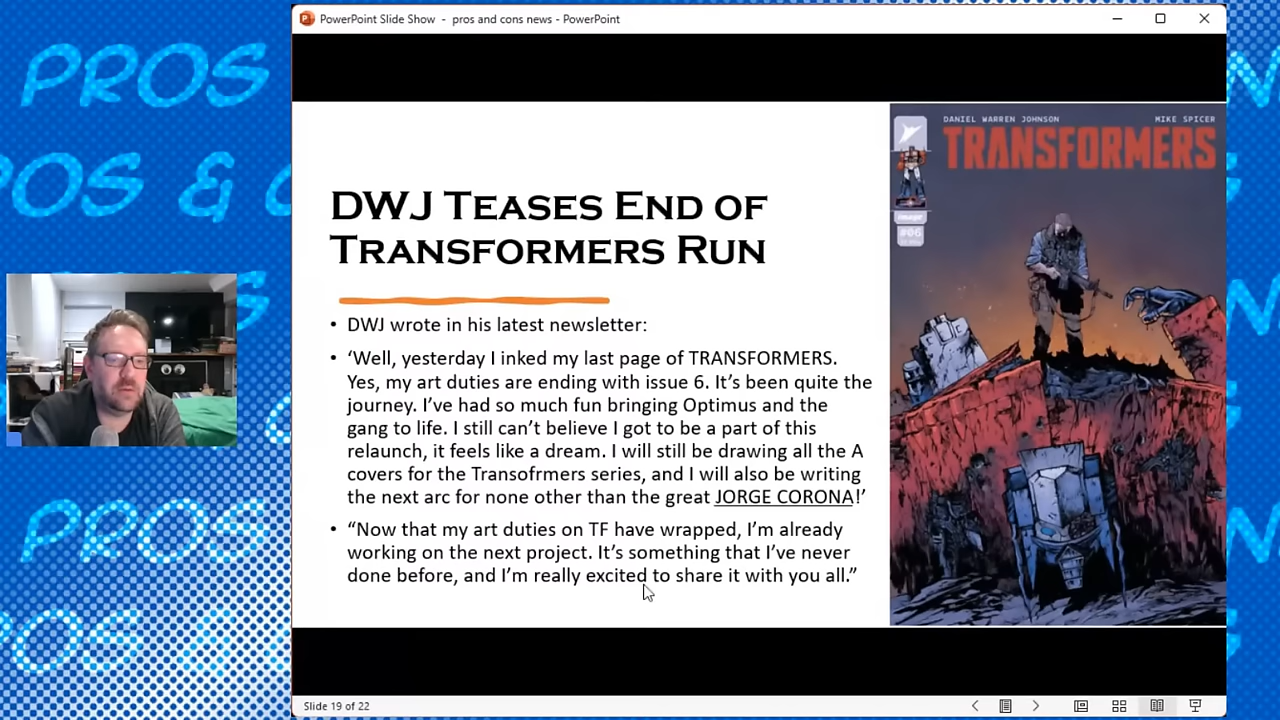 PowerPoint Slide Show - pros and cons news - PowerPoint
PROS
PROS
OS & C
DANIEL WARREN JOHNSON
MIKE SPICER
TRANSFORMERS
image
#06
DWJ TEASES END OF
TRANSFORMERS RUN
• DWJ wrote in his latest newsletter:
• ‘Well, yesterday I inked my last page of TRANSFORMERS.
Yes, my art duties are ending with issue 6. It’s been quite the
journey. I’ve had so much fun bringing Optimus and the
gang to life. I still can’t believe I got to be a part of this
relaunch, it feels like a dream. I will still be drawing all the A
covers for the Transofrmers series, and I will also be writing
the next arc for none other than the great JORGE CORONA!’
• “Now that my art duties on TF have wrapped, I’m already
working on the next project. It’s something that I’ve never
done before, and I’m really excited to share it with you all.”
PROS
Slide 19 of 22